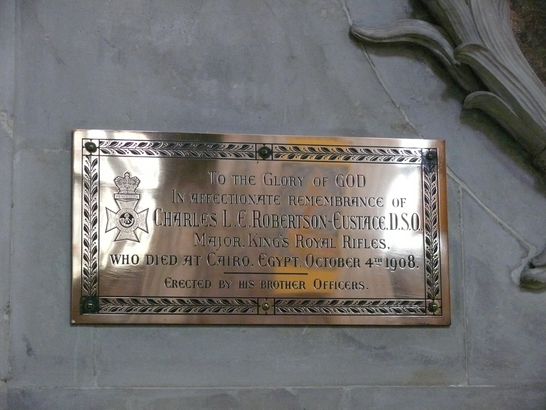 To the Glory of GOD
In affectionate remembrance of
Charles L.E. Robertson-Eustace. D.S.O.
Major. King's Royal Rifles.
who died at Cairo. Egypt. October 4th 1908.
Erected by his brother Officers.